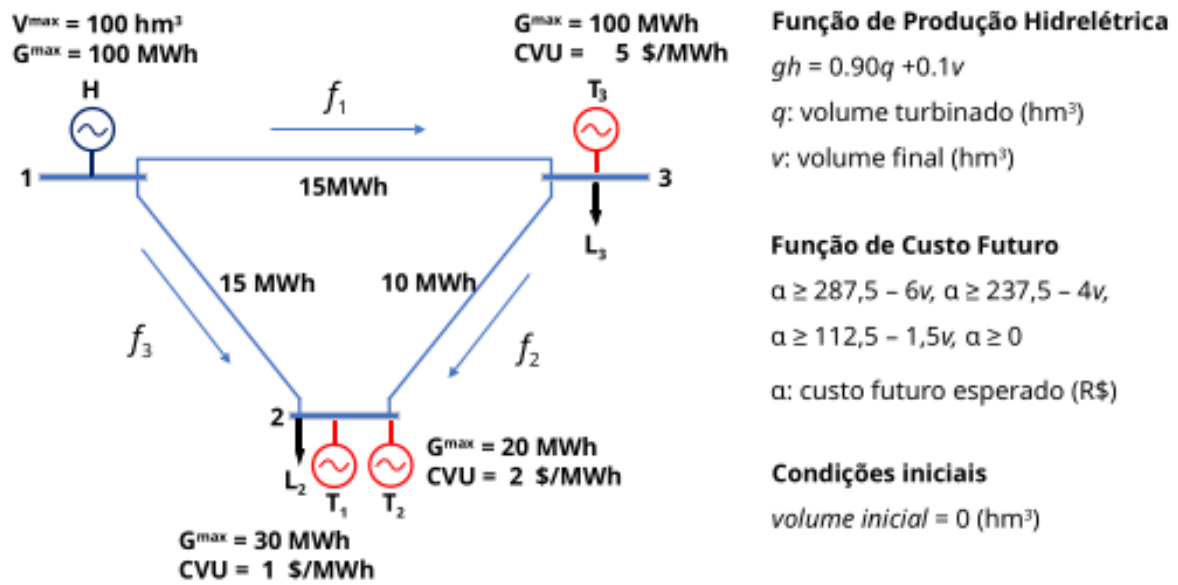 Vᵐᵃˣ = 100 hm³
Gᵐᵃˣ = 100 MWh
H
1
f₁
15MWh
Gᵐᵃˣ = 100 MWh
CVU = 5 $/MWh
T₃
3
L₃
15 MWh
10 MWh
f₃
f₂
2
L₂
T₁
T₂
Gᵐᵃˣ = 20 MWh
CVU = 2 $/MWh
Gᵐᵃˣ = 30 MWh
CVU = 1 $/MWh
Função de Produção Hidrelétrica
gh = 0.90q +0.1v
q: volume turbinado (hm³)
v: volume final (hm³)
Função de Custo Futuro
α ≥ 287,5 – 6v, α ≥ 237,5 – 4v,
α ≥ 112,5 – 1,5v, α ≥ 0
α: custo futuro esperado (R$)
Condições iniciais
volume inicial = 0 (hm³)